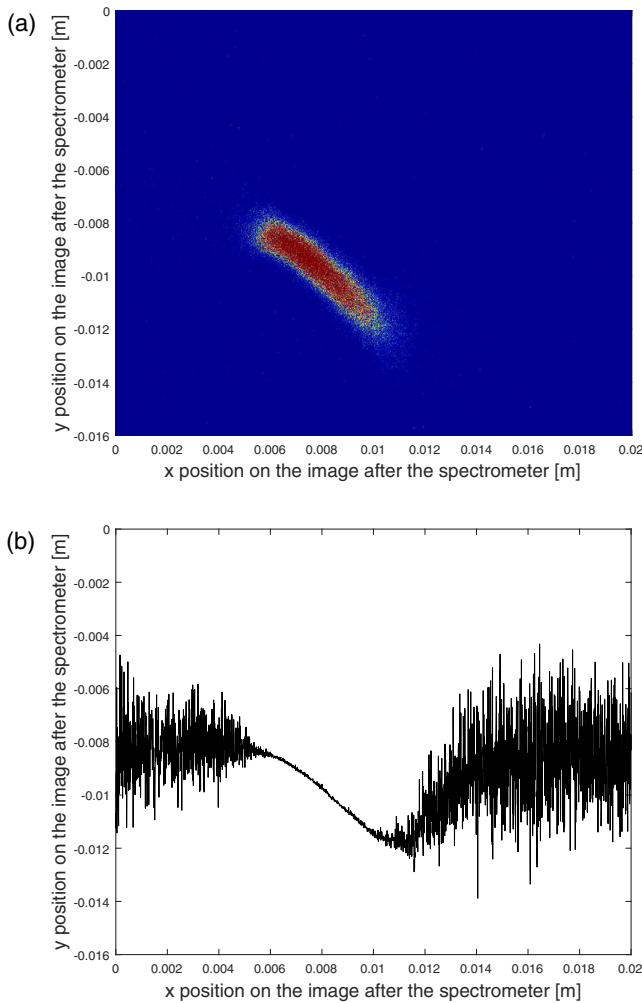 (a)
y position on the image after the spectrometer [m]
0
-0.002
-0.004
-0.006
-0.008
-0.01
-0.012
-0.014
-0.016
0 0.002 0.004 0.006 0.008 0.01 0.012 0.014 0.016 0.018 0.02
x position on the image after the spectrometer [m]
(b)
y position on the image after the spectrometer [m]
0
-0.002
-0.004
-0.006
-0.008
-0.01
-0.012
-0.014
-0.016
0 0.002 0.004 0.006 0.008 0.01 0.012 0.014 0.016 0.018 0.02
x position on the image after the spectrometer [m]